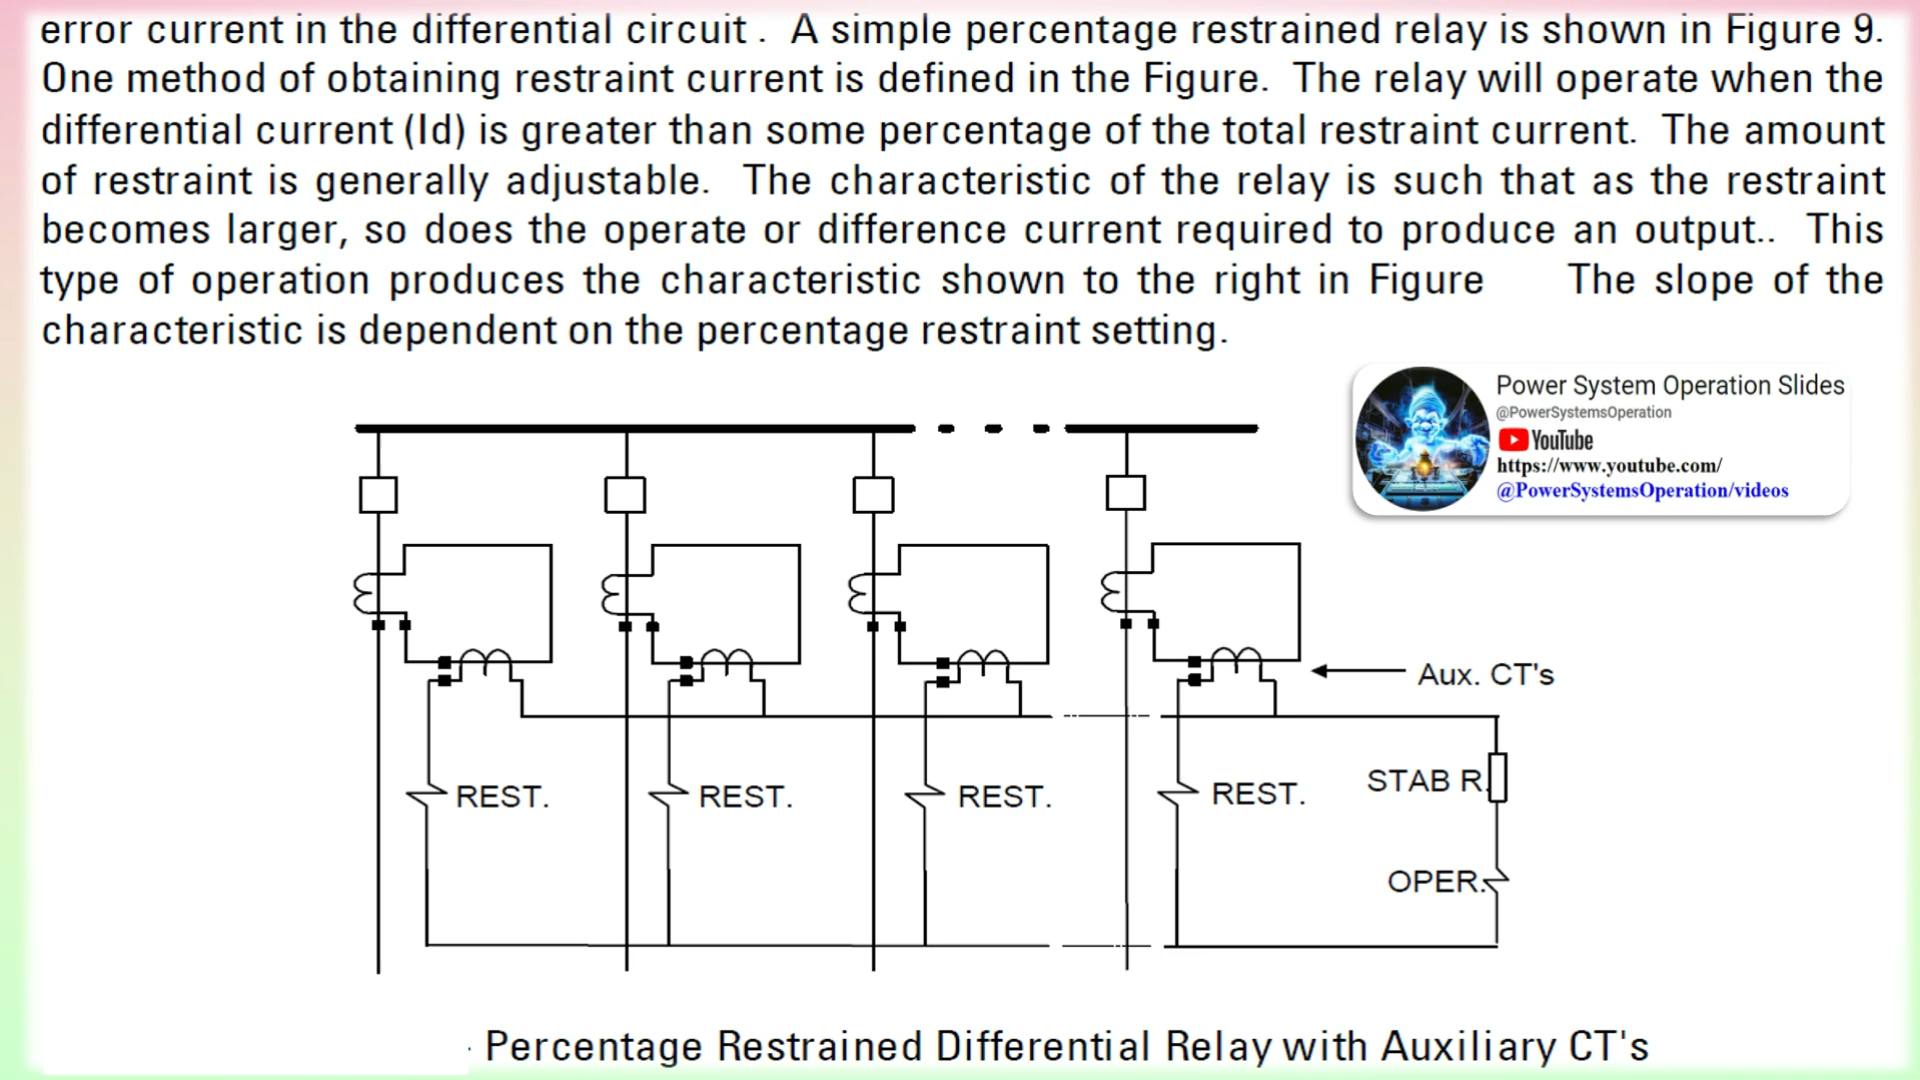 error current in the differential circuit . A simple percentage restrained relay is shown in Figure 9.
One method of obtaining restraint current is defined in the Figure. The relay will operate when the
differential current (Id) is greater than some percentage of the total restraint current. The amount
of restraint is generally adjustable. The characteristic of the relay is such that as the restraint
becomes larger, so does the operate or difference current required to produce an output.. This
type of operation produces the characteristic shown to the right in Figure The slope of the
characteristic is dependent on the percentage restraint setting.
Power System Operation Slides
@PowerSystemsOperation
YouTube
https://www.youtube.com/
@PowerSystemsOperation/videos
Aux. CT's
REST.
REST.
REST.
REST.
STAB R.
OPER.
Percentage Restrained Differential Relay with Auxiliary CT's